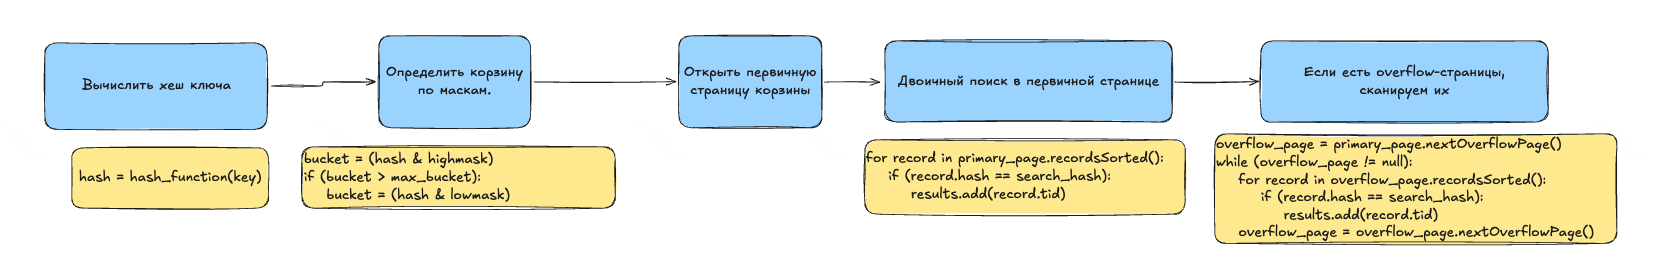 Вычислить хеш ключа
Определить корзину
по маскам.
Открыть первичную
страницу корзины
Двоичный поиск в первичной странице
Если есть overflow-страницы,
сканируем их
hash = hash_function(key)
bucket = (hash & highmask)
if (bucket > max_bucket):
bucket = (hash & lowmask)
for record in primary_page.recordsSorted():
if (record.hash == search_hash):
results.add(record.tid)
overflow_page = primary_page.nextOverflowPage()
while (overflow_page != null):
for record in overflow_page.recordsSorted():
if (record.hash == search_hash):
results.add(record.tid)
overflow_page = overflow_page.nextOverflowPage()